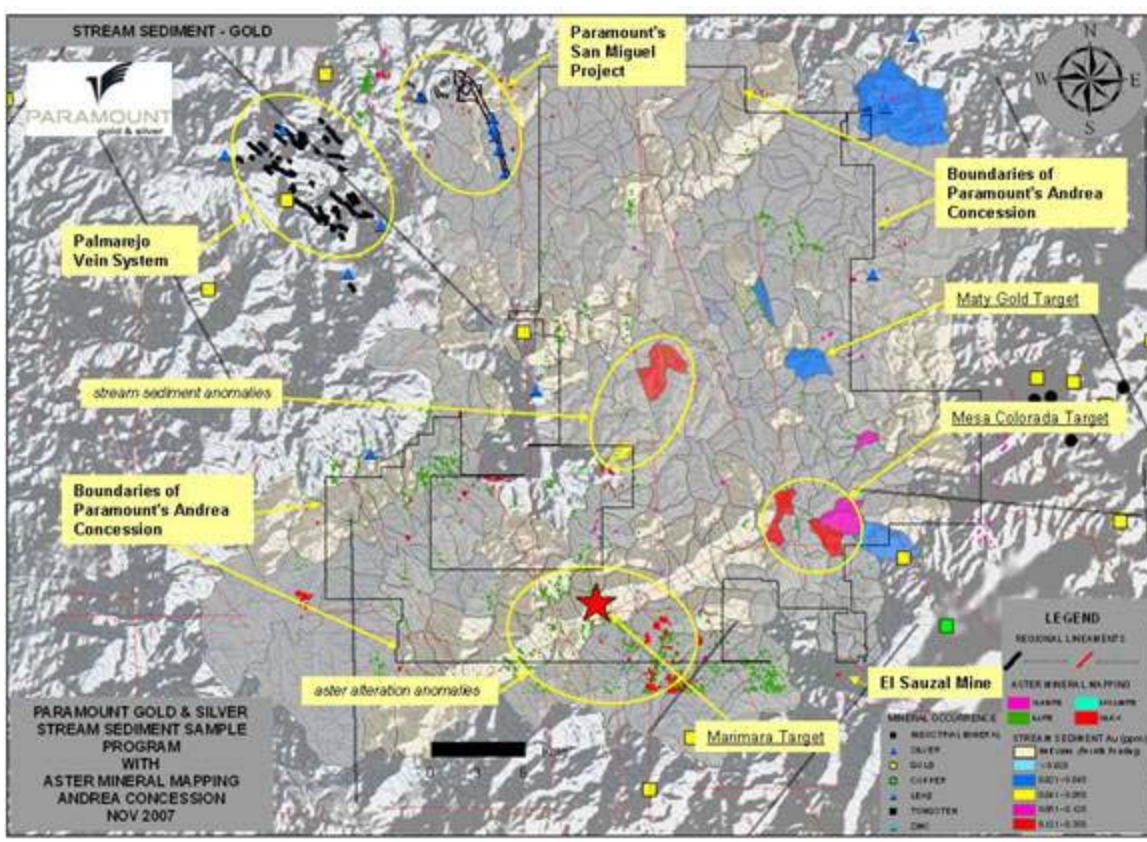 STREAM SEDIMENT - GOLD
PARAMOUNT
gold & silver
Paramount's
San Miguel
Project
N
W
E
S
Boundaries of
Paramount's Andrea
Concession
Palmarejo
Vein System
Maty Gold Target
stream sediment anomalies
Mesa Colorada Target
Boundaries of
Paramount's Andrea
Concession
aster alteration anomalies
El Sauzal Mine
Marimara Target
PARAMOUNT GOLD & SILVER
STREAM SEDIMENT SAMPLE
PROGRAM
WITH
ASTER MINERAL MAPPING
ANDREA CONCESSION
NOV 2007
LEGEND
REGIONAL LINEAMENTS
ASTER MINERAL MAPPING
MINERAL OCCURRENCE
INDUSTRIAL MINERAL
SILVER
GOLD
COPPER
LEAD
TUNGSTEN
ZINC
STREAM SEDIMENT Au (ppm)